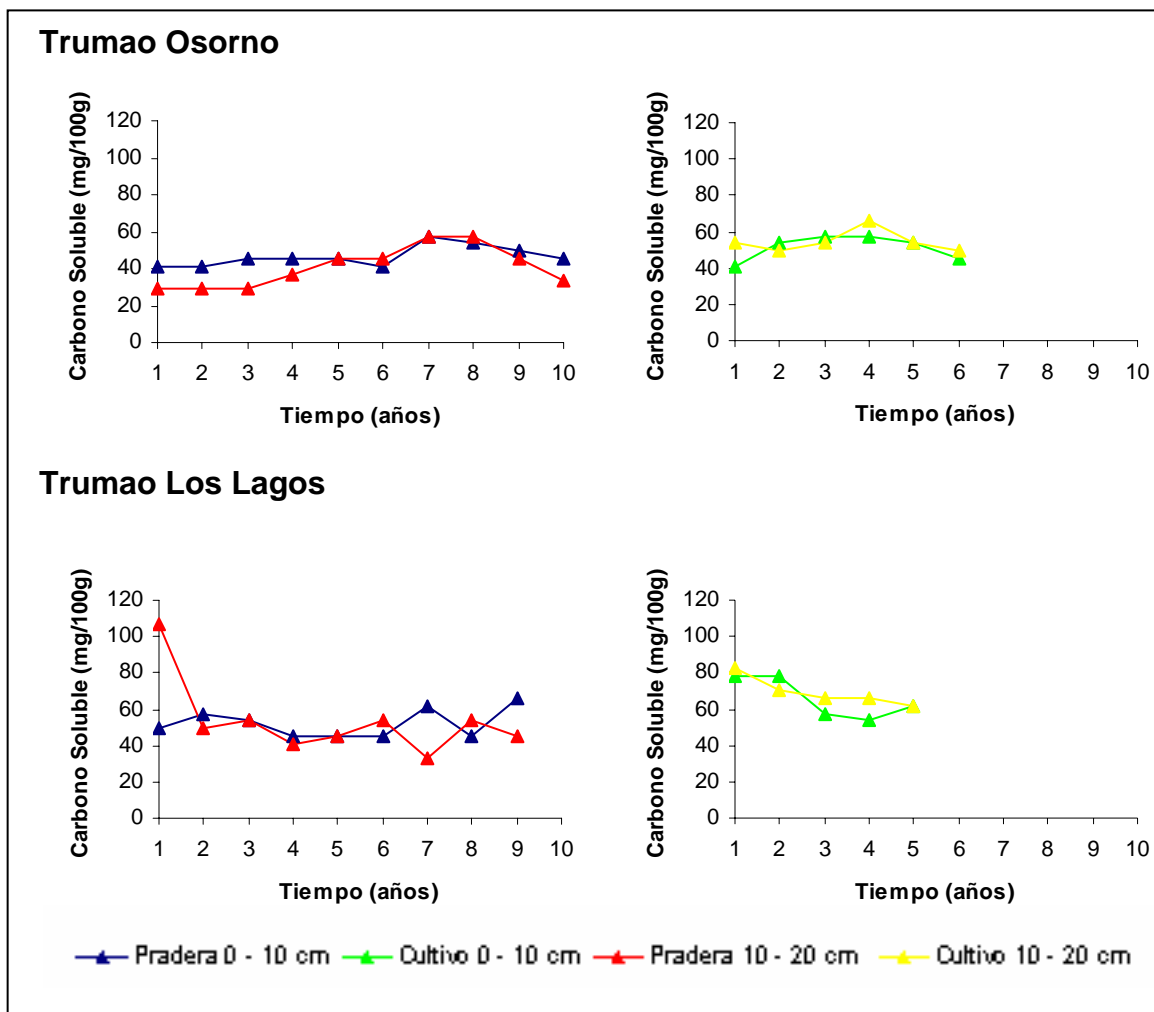 Trumao Osorno
Carbono Soluble (mg/100g)
120
100
80
60
40
20
0
1 2 3 4 5 6 7 8 9 10
Tiempo (años)
Carbono Soluble (mg/100g)
120
100
80
60
40
20
0
1 2 3 4 5 6 7 8 9 10
Tiempo (años)
Trumao Los Lagos
Carbono Soluble (mg/100g)
120
100
80
60
40
20
0
1 2 3 4 5 6 7 8 9 10
Tiempo (años)
Carbono Soluble (mg/100g)
120
100
80
60
40
20
0
1 2 3 4 5 6 7 8 9 10
Tiempo (años)
Pradera 0 - 10 cm Cultivo 0 - 10 cm Pradera 10 - 20 cm Cultivo 10 - 20 cm